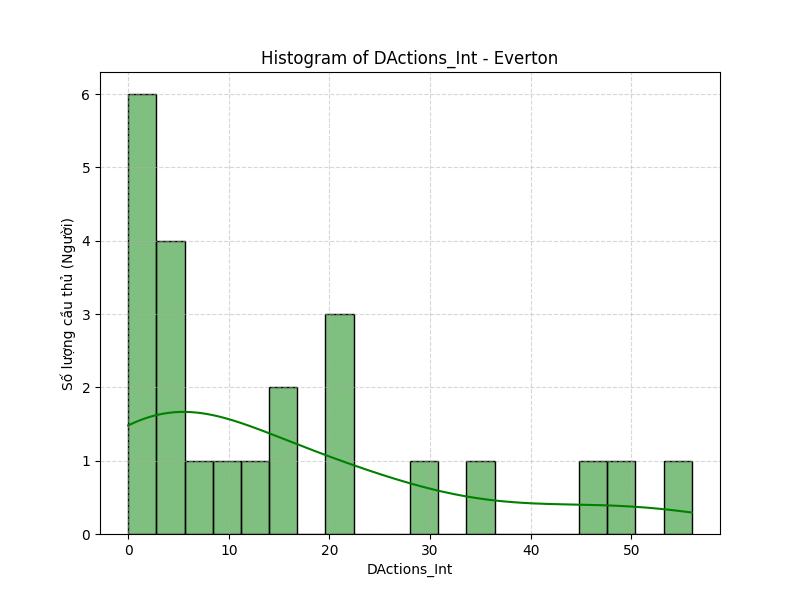 Histogram of DActions_Int - Everton
Số lượng cầu thủ (Người)
6
5
4
3
2
1
0
0 10 20 30 40 50
DActions_Int